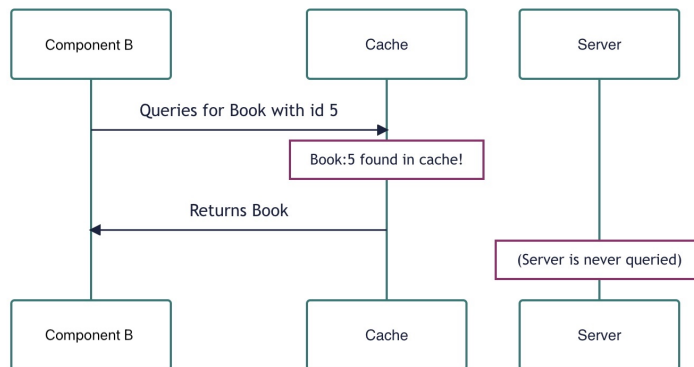 Component B
Cache
Server
Queries for Book with id 5
Book:5 found in cache!
Returns Book
(Server is never queried)
Component B
Cache
Server